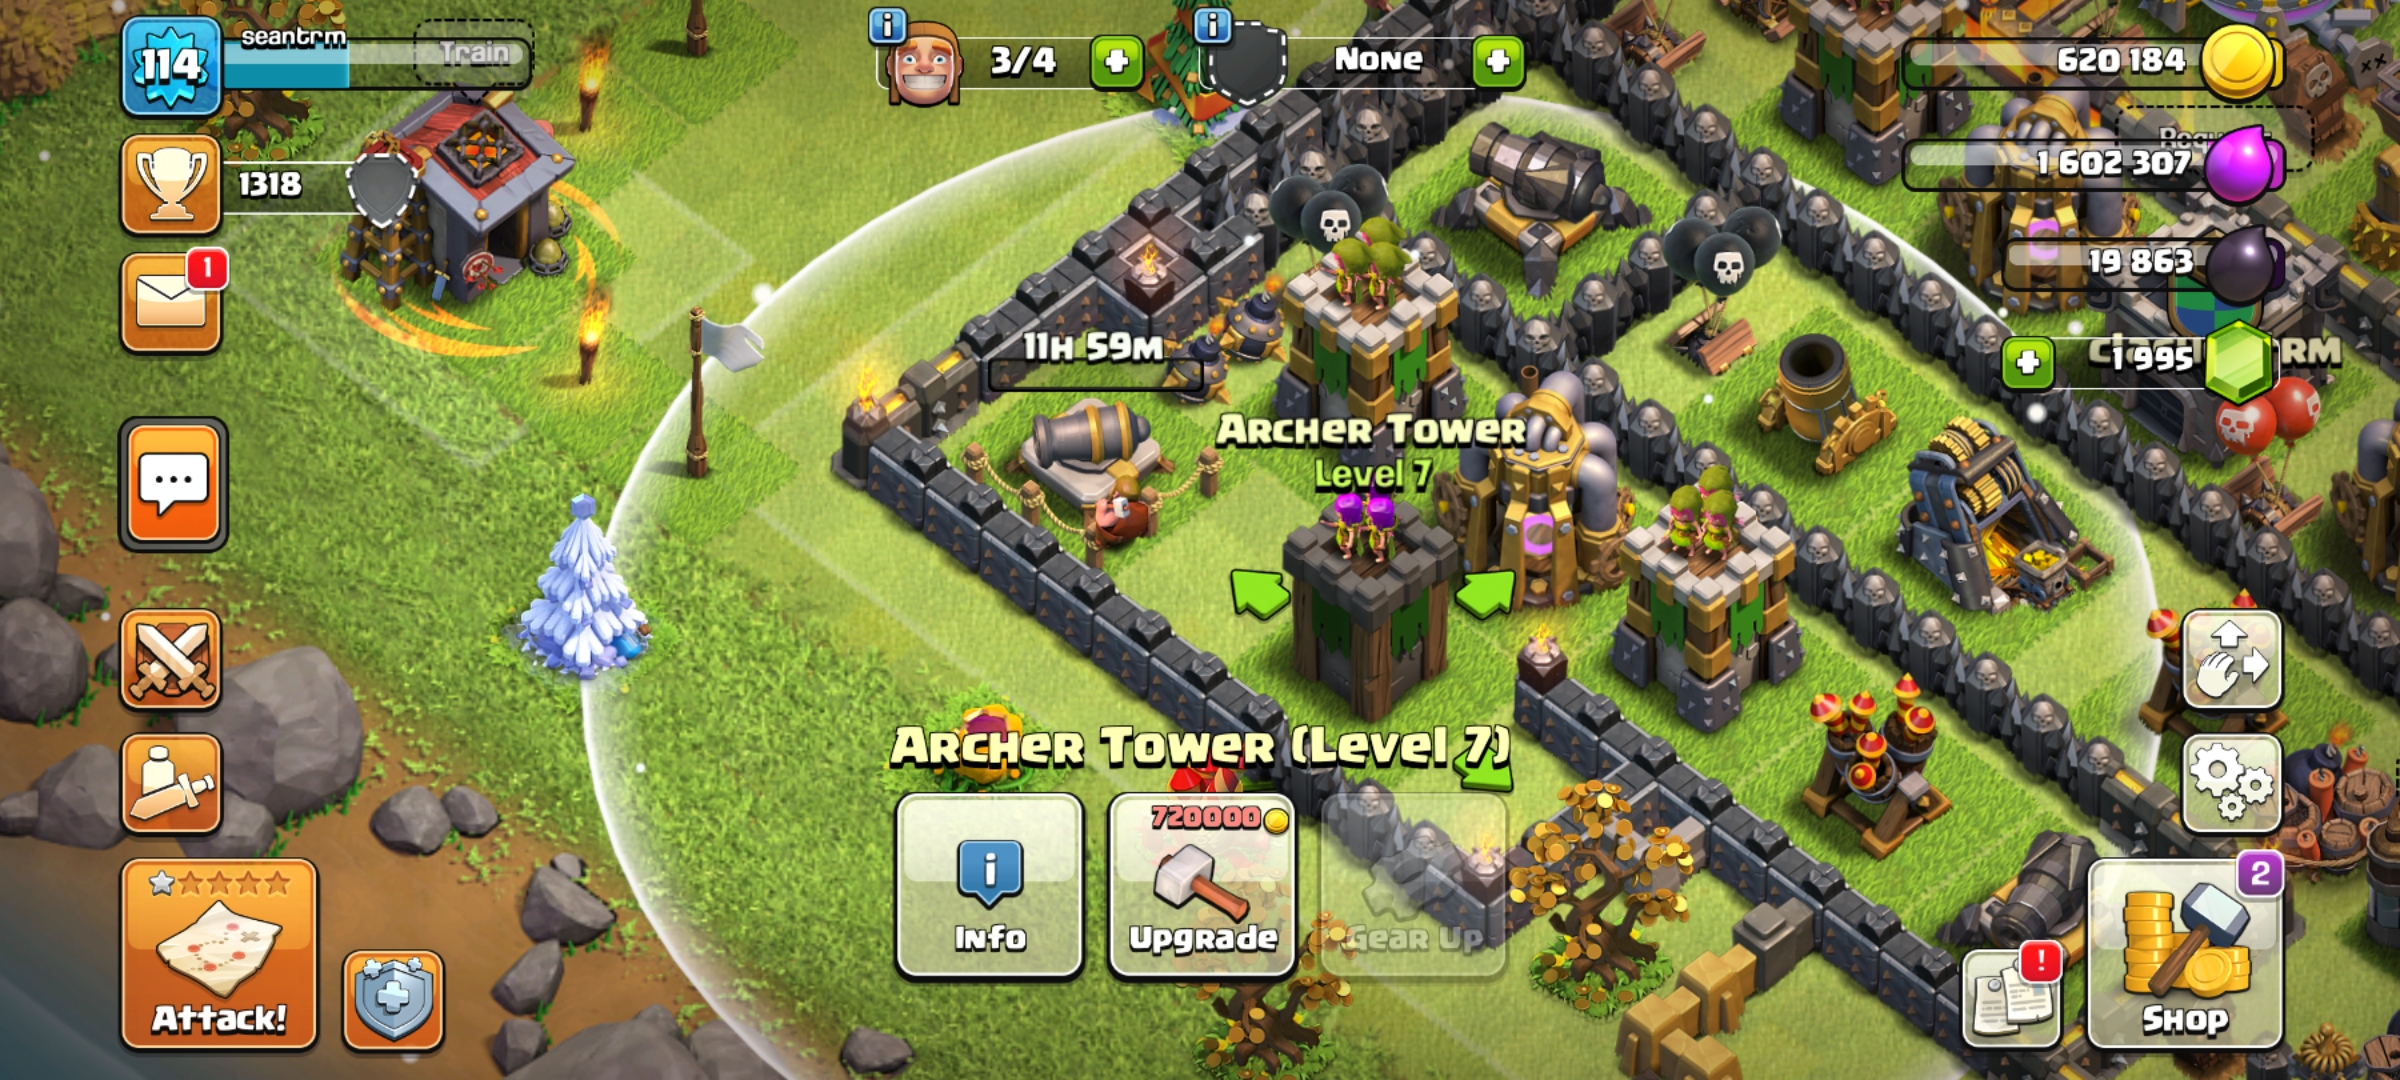 114
seantrm
Train
3/4
None
620 184
1318
1 602 307
1
19 863
11H 59M
1 995
RM
Archer Tower
Level 7
Archer Tower (Level 7)
720000
Info
Upgrade
Gear Up
2
!
Attack!
Shop